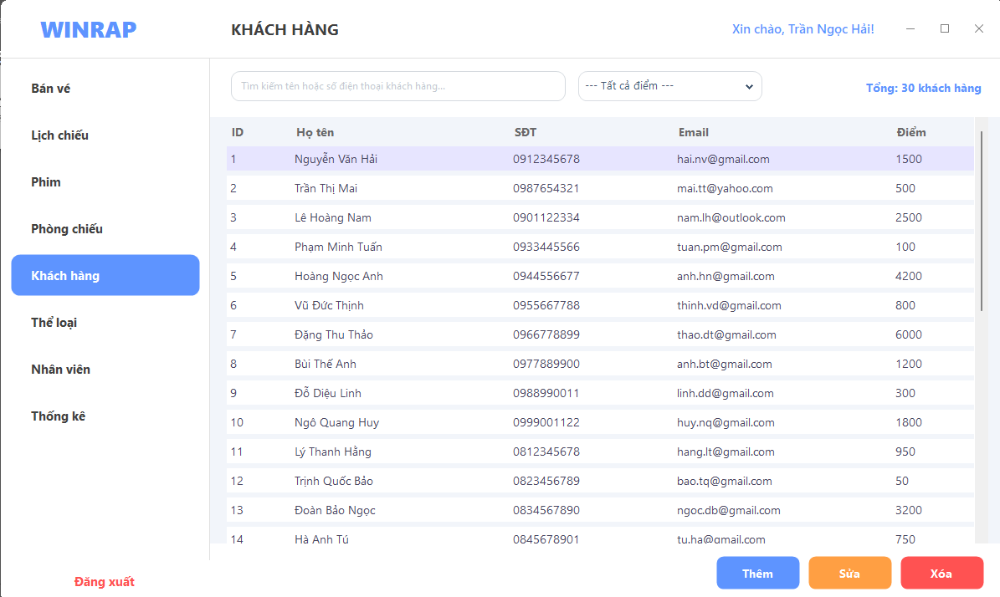 WINRAP
KHÁCH HÀNG
Xin chào, Trần Ngọc Hải!
Bán vé
Lịch chiếu
Phim
Phòng chiếu
Khách hàng
Thể loại
Nhân viên
Thống kê
Đăng xuất
Tìm kiếm tên hoặc số điện thoại khách hàng...
--- Tất cả điểm ---
Tổng: 30 khách hàng
ID Họ tên SĐT Email Điểm
1 Nguyễn Văn Hải 0912345678 hai.nv@gmail.com 1500
2 Trần Thị Mai 0987654321 mai.tt@yahoo.com 500
3 Lê Hoàng Nam 0901122334 nam.lh@outlook.com 2500
4 Phạm Minh Tuấn 0933445566 tuan.pm@gmail.com 100
5 Hoàng Ngọc Anh 0944556677 anh.hn@gmail.com 4200
6 Vũ Đức Thịnh 0955667788 thinh.vd@gmail.com 800
7 Đặng Thu Thảo 0966778899 thao.dt@gmail.com 6000
8 Bùi Thế Anh 0977889900 anh.bt@gmail.com 1200
9 Đỗ Diệu Linh 0988990011 linh.dd@gmail.com 300
10 Ngô Quang Huy 0999001122 huy.nq@gmail.com 1800
11 Lý Thanh Hằng 0812345678 hang.lt@gmail.com 950
12 Trịnh Quốc Bảo 0823456789 bao.tq@gmail.com 50
13 Đoàn Bảo Ngọc 0834567890 ngoc.db@gmail.com 3200
14 Hà Anh Tú 0845678901 tu.ha@gmail.com 750
Thêm
Sửa
Xóa